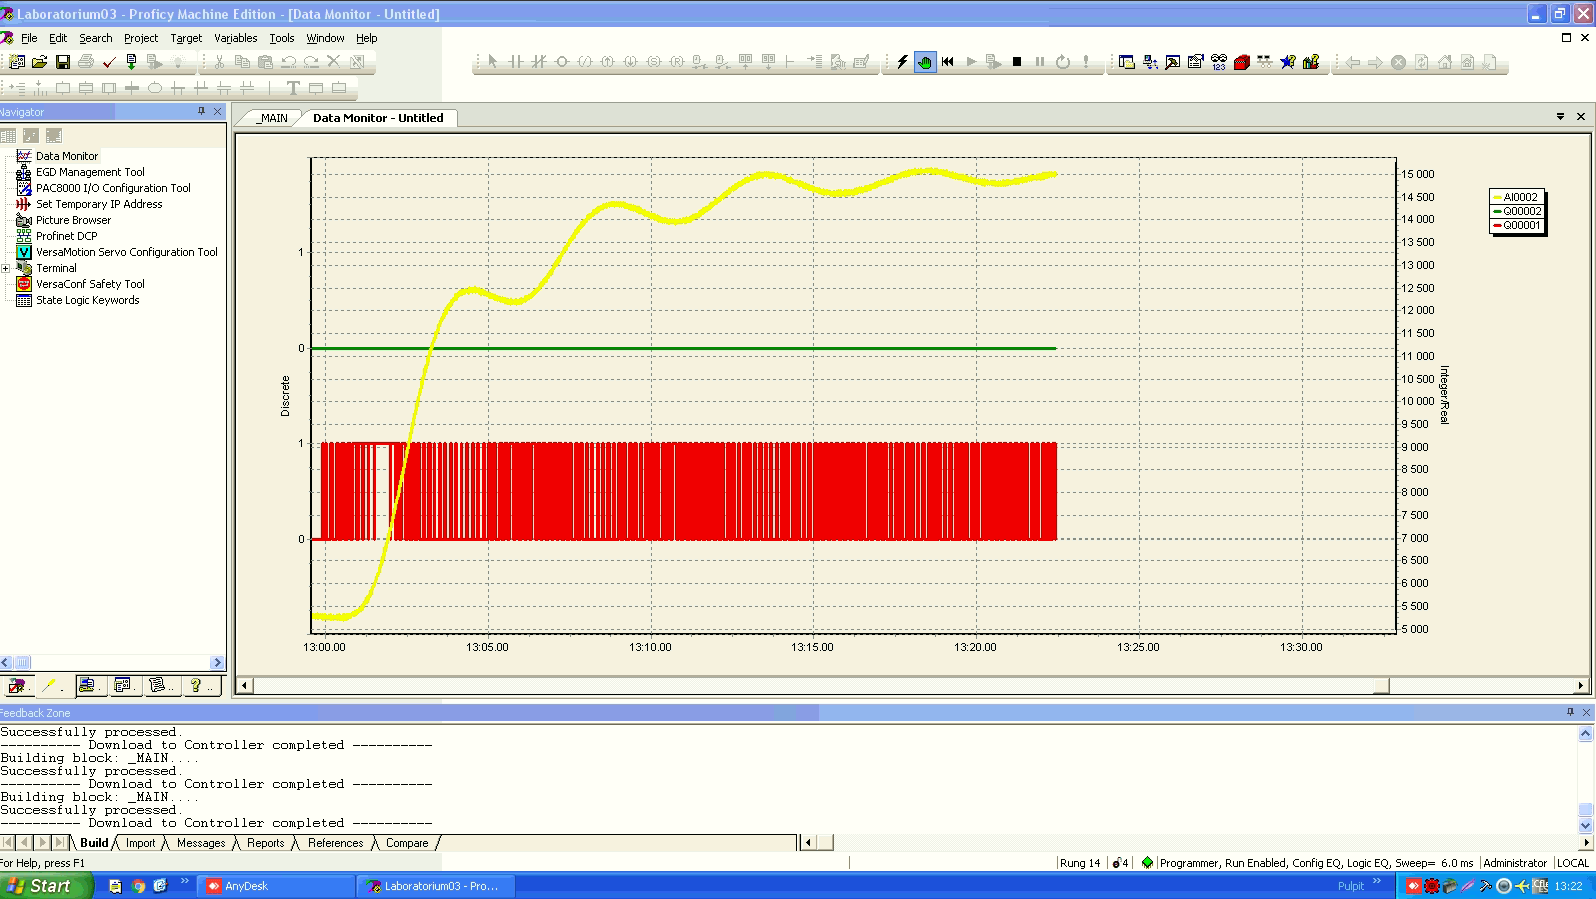 Laboratorium03 - Proficy Machine Edition - [Data Monitor - Untitled]
File Edit Search Project Target Variables Tools Window Help
Navigator
_MAIN Data Monitor - Untitled
Data Monitor
EGD Management Tool
PAC8000 I/O Configuration Tool
Set Temporary IP Address
Picture Browser
Profinet DCP
VersaMotion Servo Configuration Tool
Terminal
VersaConf Safety Tool
State Logic Keywords
1
0
1
0
Discrete
15 000
14 500
14 000
13 500
13 000
12 500
12 000
11 500
11 000
10 500
10 000
9 500
9 000
8 500
8 000
7 500
7 000
6 500
6 000
5 500
5 000
Integer/Real
AI0002
Q00002
Q00001
13:00.00 13:05.00 13:10.00 13:15.00 13:20.00 13:25.00 13:30.00
Feedback Zone
Successfully processed.
---------- Download to Controller completed ----------
Building block: _MAIN....
Successfully processed.
---------- Download to Controller completed ----------
Building block: _MAIN....
Successfully processed.
---------- Download to Controller completed ----------
Build Import Messages Reports References Compare
For Help, press F1
Rung 14 4 Programmer, Run Enabled, Config EQ, Logic EQ, Sweep= 6.0 ms Administrator LOCAL
Start AnyDesk Laboratorium03 - Pro... Pulpit 13:22